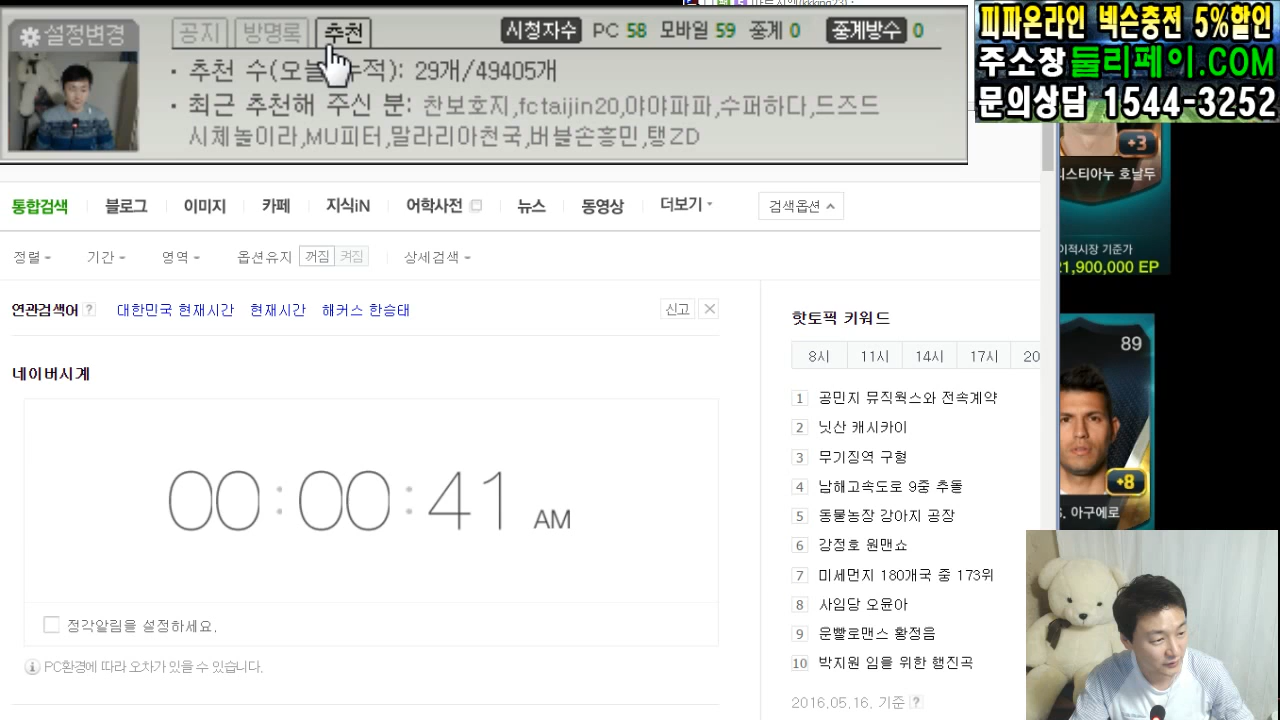 설정변경
공지 방명록 추천
시청자수 PC 58 모바일 59 중계 0 중계방수 0
· 추천 수(오늘/누적): 29개/49405개
· 최근 추천해 주신 분: 찬보호지,fctaijin20,야야파파,수퍼하다,드즈드
시체놀이라,MU피터,말라리아천국,버블손흥민,탱ZD
피파온라인 넥슨충전 5%할인
주소창둘리페이.COM
문의상담 1544-3252
+3
스티아누 호날두
이적시장 기준가
21,900,000 EP
89
+8
S. 아구에로
통합검색 블로그 이미지 카페 지식iN 어학사전 뉴스 동영상 더보기 검색옵션
정렬 기간 영역 옵션유지 꺼짐 켜짐 상세검색
연관검색어 ? 대한민국 현재시간 현재시간 해커스 한승태 신고
네이버시계
00:00:41 AM
정각알림을 설정하세요.
PC환경에 따라 오차가 있을 수 있습니다.
핫토픽 키워드
8시 11시 14시 17시 20
1 공민지 뮤직웍스와 전속계약
2 닛산 캐시카이
3 무기징역 구형
4 남해고속도로 9중 추돌
5 동물농장 강아지 공장
6 강정호 원맨쇼
7 미세먼지 180개국 중 173위
8 사임당 오윤아
9 운빨로맨스 황정음
10 박지원 임을 위한 행진곡
2016.05.16. 기준 ?